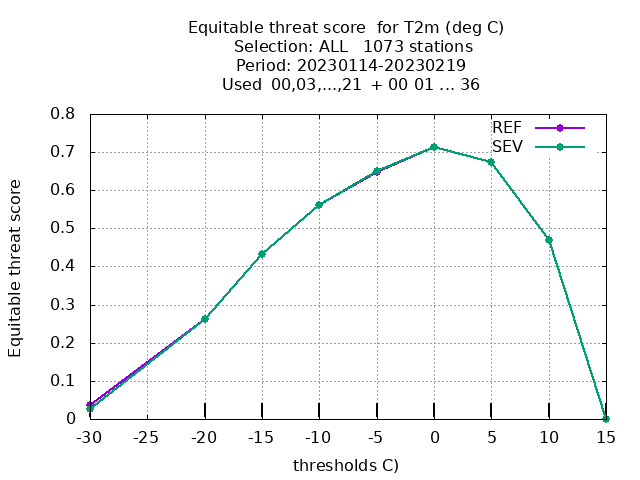 Equitable threat score  for T2m (deg C)
Selection: ALL   1073 stations
Period: 20230114-20230219
Used  00,03,...,21  + 00 01 ... 36
Equitable threat score
0.8
0.7
0.6
0.5
0.4
0.3
0.2
0.1
0
REF
SEV
-30 -25 -20 -15 -10 -5 0 5 10 15
thresholds C)